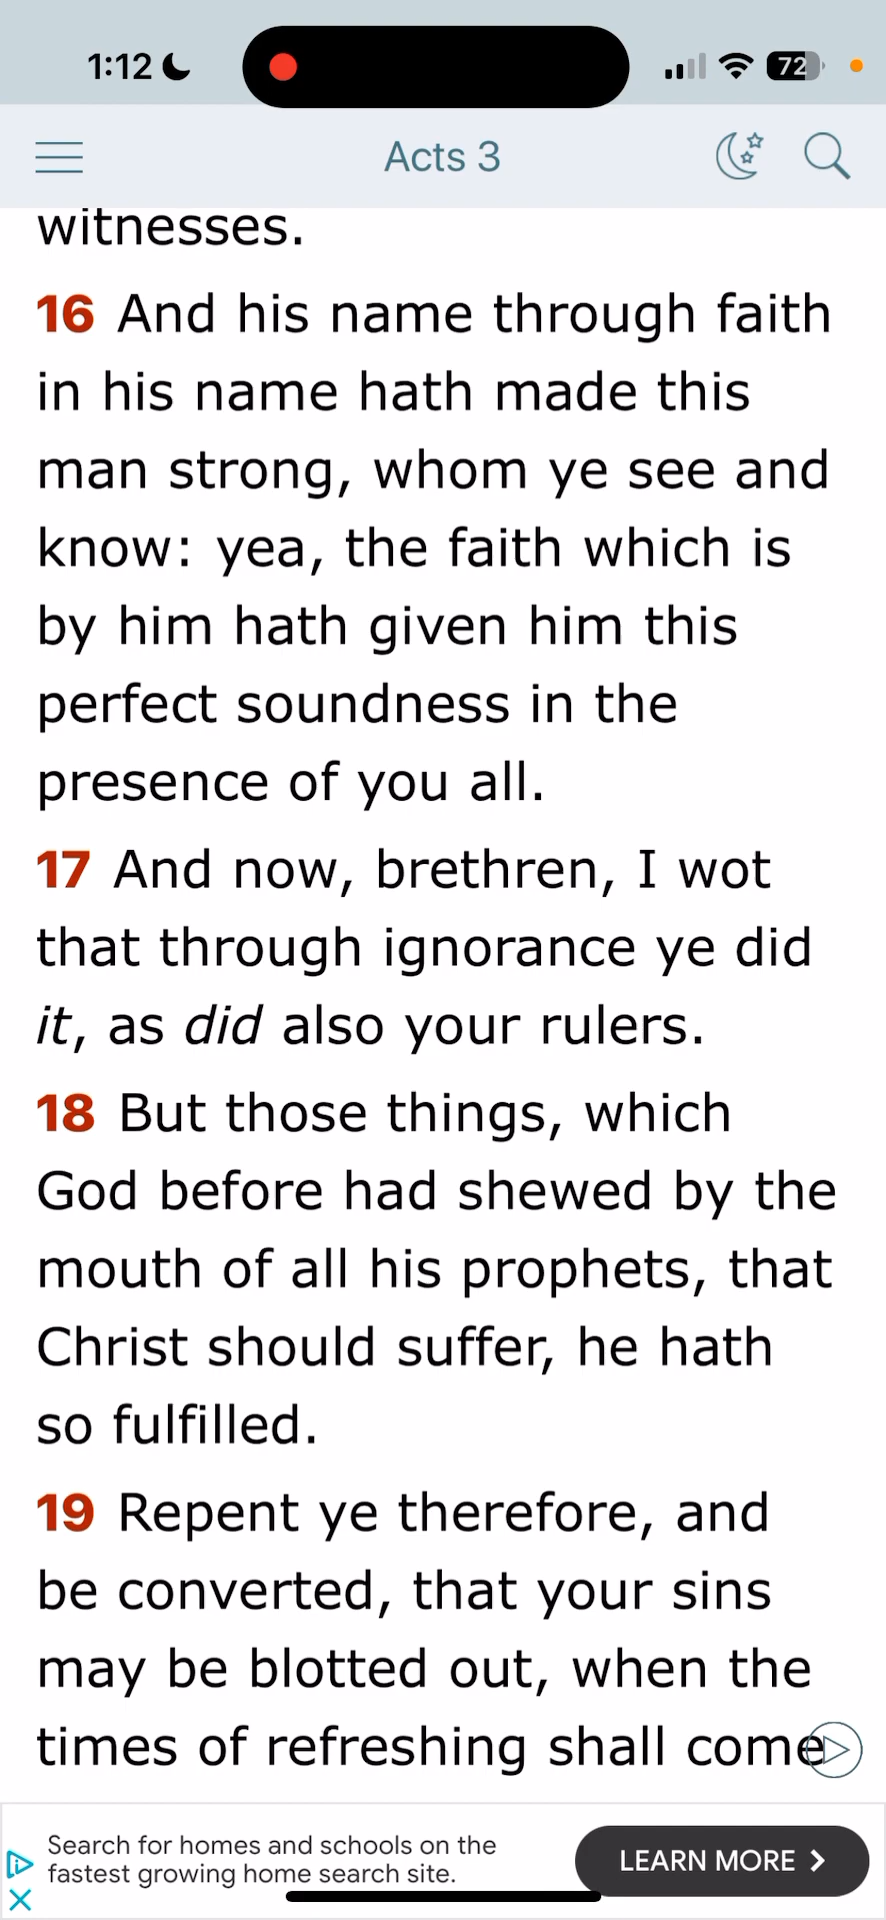 1:12
72
Acts 3
witnesses.
16 And his name through faith
in his name hath made this
man strong, whom ye see and
know: yea, the faith which is
by him hath given him this
perfect soundness in the
presence of you all.
17 And now, brethren, I wot
that through ignorance ye did
it, as did also your rulers.
18 But those things, which
God before had shewed by the
mouth of all his prophets, that
Christ should suffer, he hath
so fulfilled.
19 Repent ye therefore, and
be converted, that your sins
may be blotted out, when the
times of refreshing shall come
Search for homes and schools on the
fastest growing home search site.
LEARN MORE